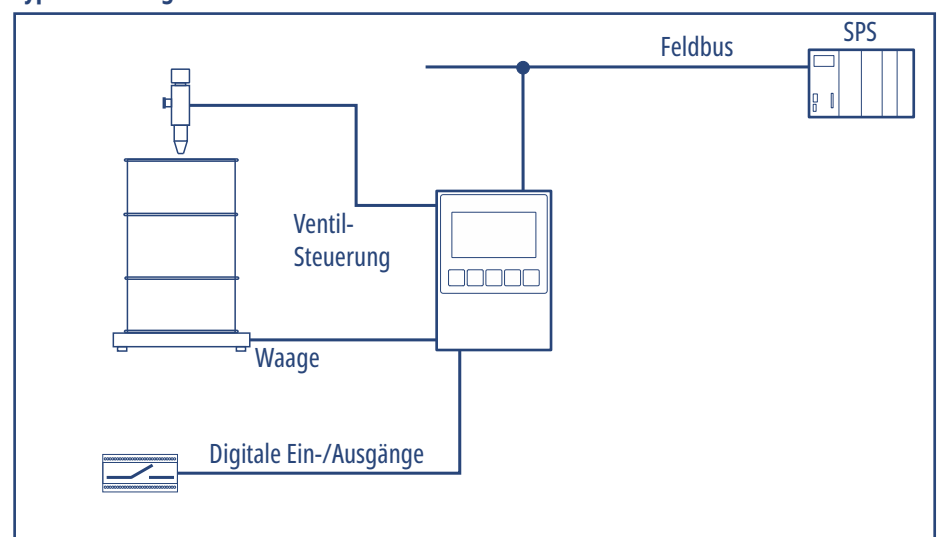 SPS
Feldbus
Ventil-
Steuerung
Waage
Digitale Ein-/Ausgänge